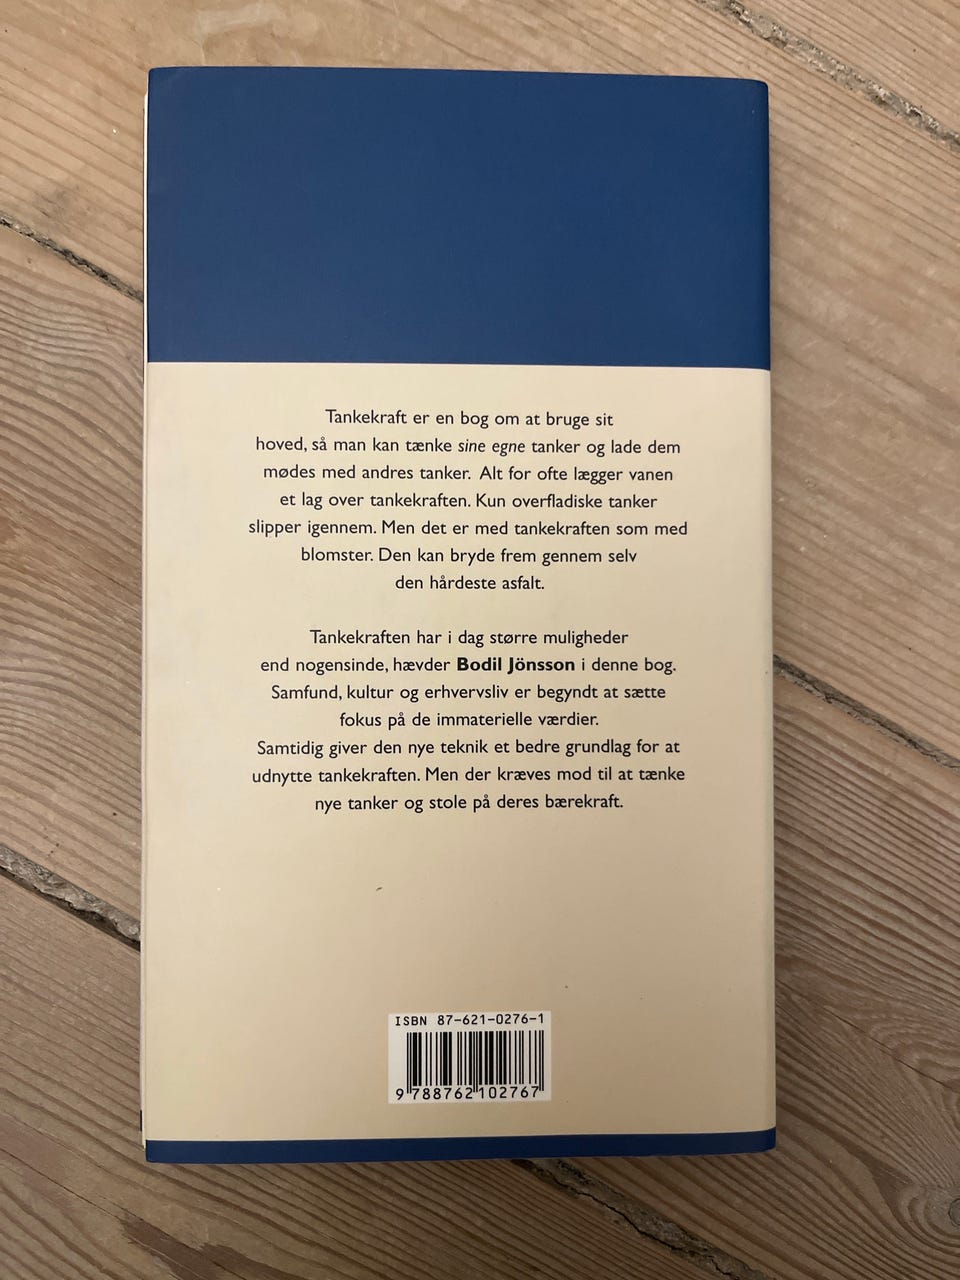 Tankekraft er en bog om at bruge sit
hoved, så man kan tænke sine egne tanker og lade dem
mødes med andres tanker. Alt for ofte lægger vanen
et lag over tankekraften. Kun overfladiske tanker
slipper igennem. Men det er med tankekraften som med
blomster. Den kan bryde frem gennem selv
den hårdeste asfalt.
Tankekraften har i dag større muligheder
end nogensinde, hævder Bodil Jönsson i denne bog.
Samfund, kultur og erhvervsliv er begyndt at sætte
fokus på de immaterielle værdier.
Samtidig giver den nye teknik et bedre grundlag for at
udnytte tankekraften. Men der kræves mod til at tænke
nye tanker og stole på deres bærekraft.
ISBN 87-621-0276-1
9 788762 102767